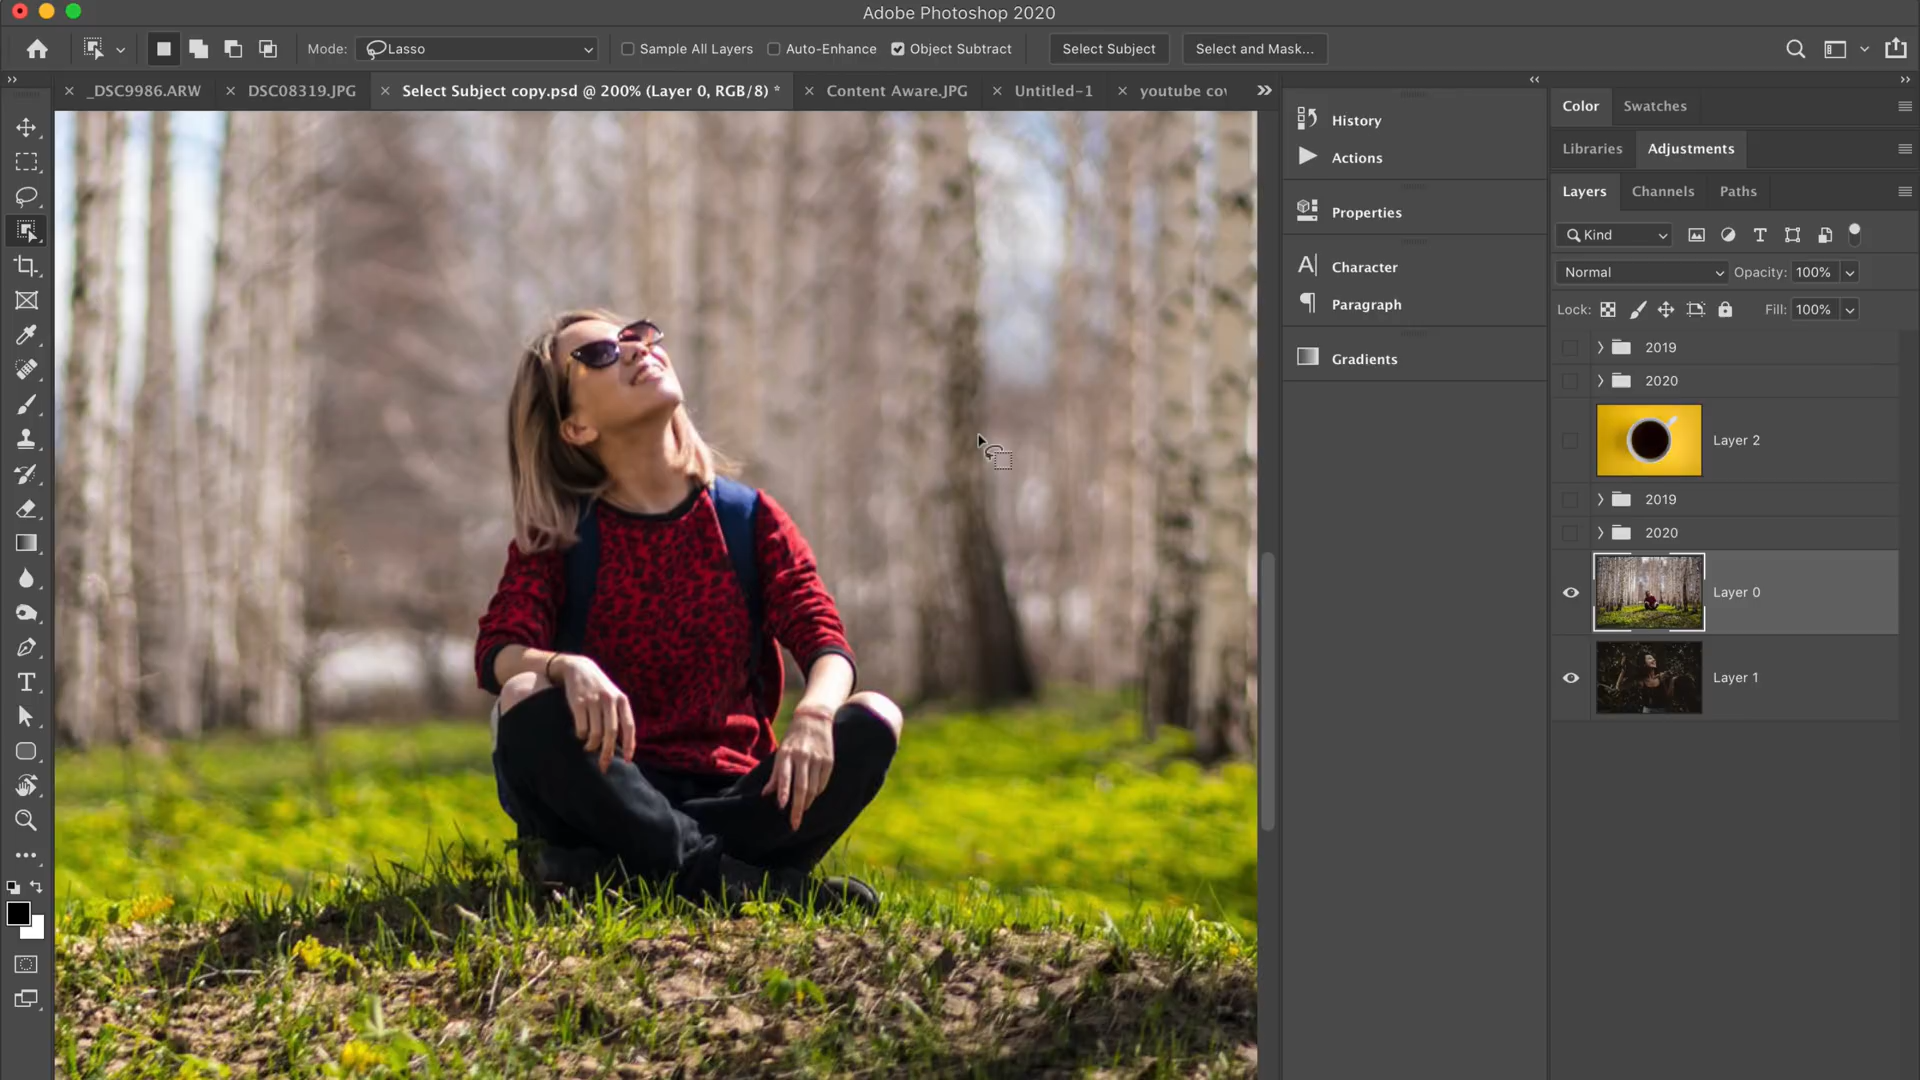 Adobe Photoshop 2020
Mode: Lasso Sample All Layers Auto-Enhance Object Subtract Select Subject Select and Mask...
_DSC9986.ARW DSC08319.JPG Select Subject copy.psd @ 200% (Layer 0, RGB/8) * Content Aware.JPG Untitled-1 youtube cov
History
Actions
Properties
Character
Paragraph
Gradients
Color Swatches
Libraries Adjustments
Layers Channels Paths
Kind
Normal Opacity: 100%
Lock: Fill: 100%
2019
2020
Layer 2
2019
2020
Layer 0
Layer 1